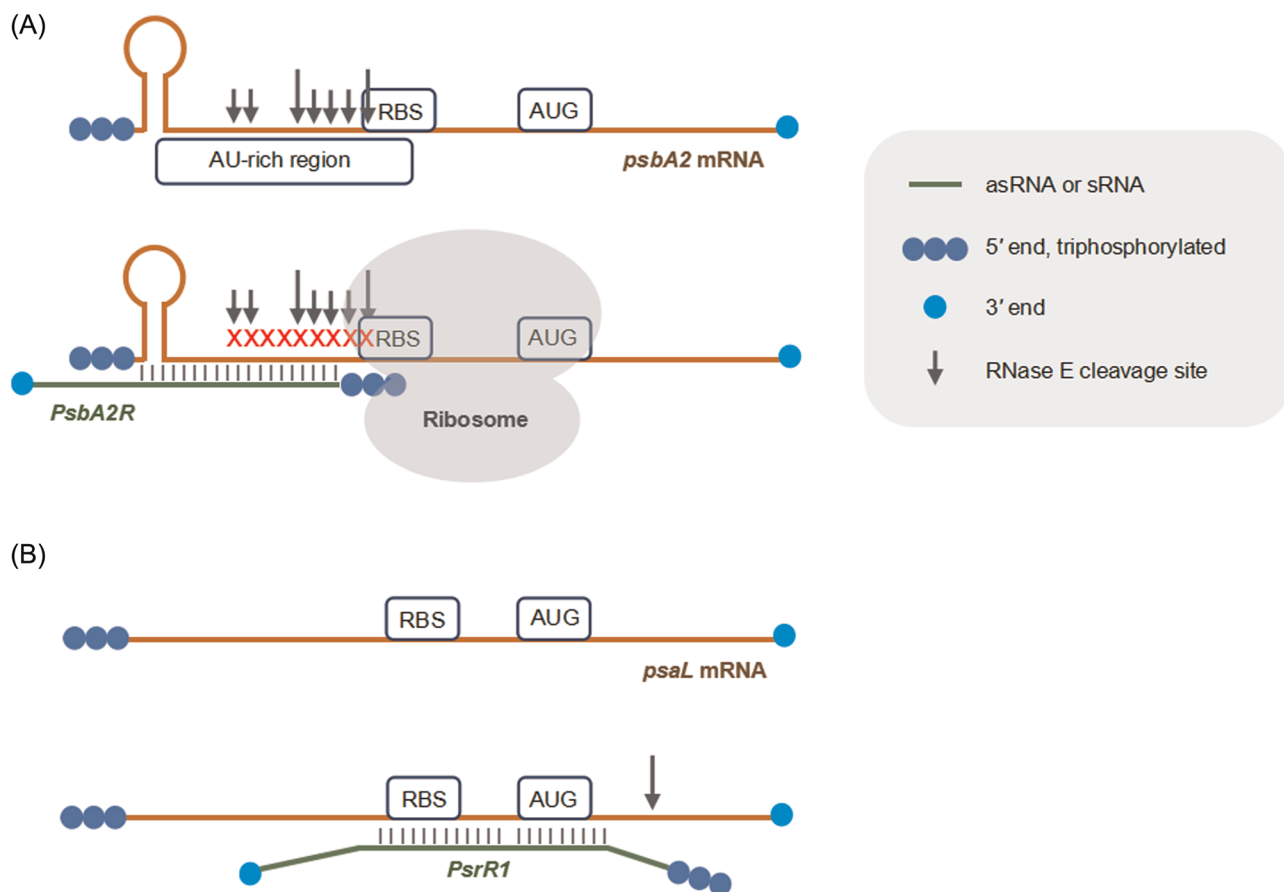 (A)
RBS
AUG
AU-rich region
psbA2 mRNA
XXXXXXXXX
RBS
AUG
PsbA2R
Ribosome
asRNA or sRNA
5′ end, triphosphorylated
3′ end
RNase E cleavage site
(B)
RBS
AUG
psaL mRNA
RBS
AUG
PsrR1